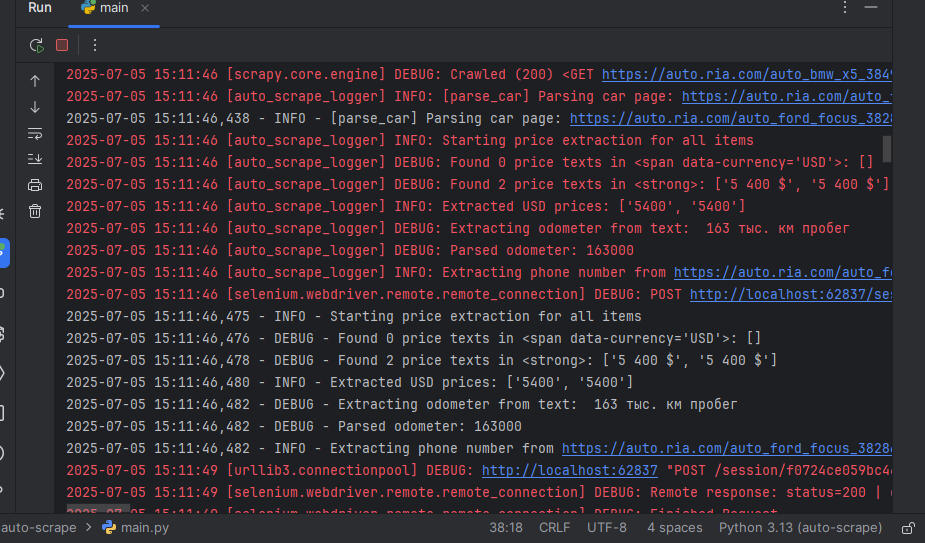 Run main
2025-07-05 15:11:46 [scrapy.core.engine] DEBUG: Crawled (200) <GET https://auto.ria.com/auto_bmw_x5_384
2025-07-05 15:11:46 [auto_scrape_logger] INFO: [parse_car] Parsing car page: https://auto.ria.com/auto_
2025-07-05 15:11:46,438 - INFO - [parse_car] Parsing car page: https://auto.ria.com/auto_ford_focus_382
2025-07-05 15:11:46 [auto_scrape_logger] INFO: Starting price extraction for all items
2025-07-05 15:11:46 [auto_scrape_logger] DEBUG: Found 0 price texts in <span data-currency='USD'>: []
2025-07-05 15:11:46 [auto_scrape_logger] DEBUG: Found 2 price texts in <strong>: ['5 400 $', '5 400 $']
2025-07-05 15:11:46 [auto_scrape_logger] INFO: Extracted USD prices: ['5400', '5400']
2025-07-05 15:11:46 [auto_scrape_logger] DEBUG: Extracting odometer from text:  163 тыс. км пробег
2025-07-05 15:11:46 [auto_scrape_logger] DEBUG: Parsed odometer: 163000
2025-07-05 15:11:46 [auto_scrape_logger] INFO: Extracting phone number from https://auto.ria.com/auto_f
2025-07-05 15:11:46 [selenium.webdriver.remote.remote_connection] DEBUG: POST http://localhost:62837/se
2025-07-05 15:11:46,475 - INFO - Starting price extraction for all items
2025-07-05 15:11:46,476 - DEBUG - Found 0 price texts in <span data-currency='USD'>: []
2025-07-05 15:11:46,478 - DEBUG - Found 2 price texts in <strong>: ['5 400 $', '5 400 $']
2025-07-05 15:11:46,480 - INFO - Extracted USD prices: ['5400', '5400']
2025-07-05 15:11:46,482 - DEBUG - Extracting odometer from text:  163 тыс. км пробег
2025-07-05 15:11:46,482 - DEBUG - Parsed odometer: 163000
2025-07-05 15:11:46,482 - INFO - Extracting phone number from https://auto.ria.com/auto_ford_focus_3828
2025-07-05 15:11:49 [urllib3.connectionpool] DEBUG: http://localhost:62837 "POST /session/f0724ce059bc4
2025-07-05 15:11:49 [selenium.webdriver.remote.remote_connection] DEBUG: Remote response: status=200 |
2025-07-05 15:11:49 [selenium.webdriver.remote.remote_connection] DEBUG: Finished Request
auto-scrape > main.py 38:18 CRLF UTF-8 4 spaces Python 3.13 (auto-scrape)